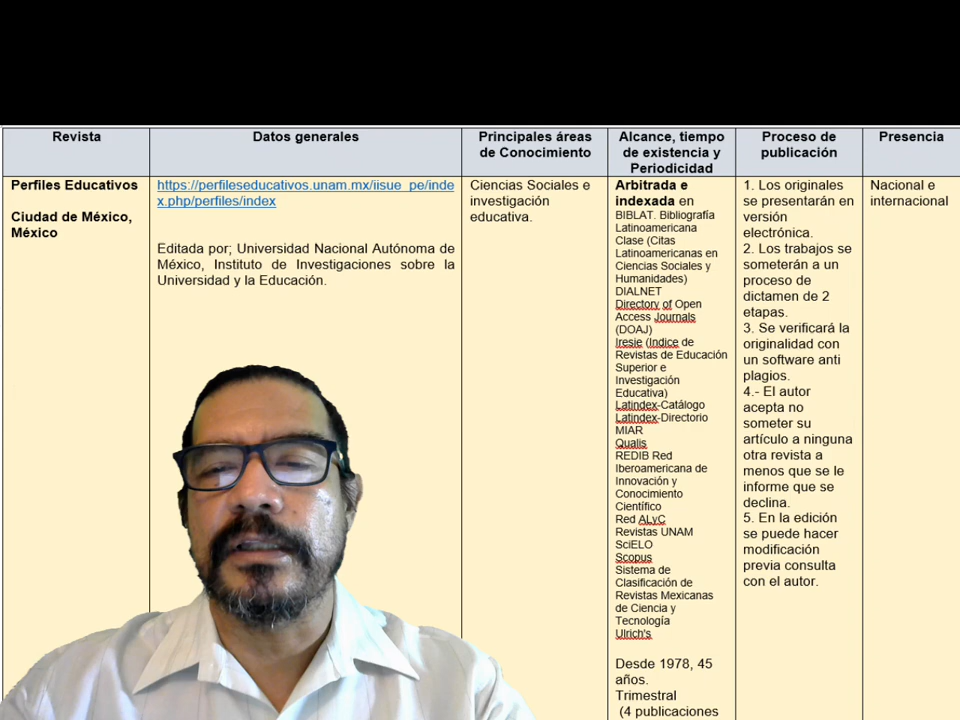 Revista
Datos generales
Principales áreas
de Conocimiento
Alcance, tiempo
de existencia y
Periodicidad
Proceso de
publicación
Presencia
Perfiles Educativos
Ciudad de México,
México
https://perfileseducativos.unam.mx/iisue_pe/inde
x.php/perfiles/index
Editada por; Universidad Nacional Autónoma de
México, Instituto de Investigaciones sobre la
Universidad y la Educación.
Ciencias Sociales e
investigación
educativa.
Arbitrada e
indexada en
BIBLAT. Bibliografía
Latinoamericana
Clase (Citas
Latinoamericanas en
Ciencias Sociales y
Humanidades)
DIALNET
Directory of Open
Access Journals
(DOAJ)
Iresie (Indice de
Revistas de Educación
Superior e
Investigación
Educativa)
Latindex-Catálogo
Latindex-Directorio
MIAR
Qualis
REDIB Red
Iberoamericana de
Innovación y
Conocimiento
Científico
Red ALyC
Revistas UNAM
SciELO
Scopus
Sistema de
Clasificación de
Revistas Mexicanas
de Ciencia y
Tecnología
Ulrich's
Desde 1978, 45
años.
Trimestral
(4 publicaciones
1. Los originales
se presentarán en
versión
electrónica.
2. Los trabajos se
someterán a un
proceso de
dictamen de 2
etapas.
3. Se verificará la
originalidad con
un software anti
plagios.
4.- El autor
acepta no
someter su
artículo a ninguna
otra revista a
menos que se le
informe que se
declina.
5. En la edición
se puede hacer
modificación
previa consulta
con el autor.
Nacional e
internacional